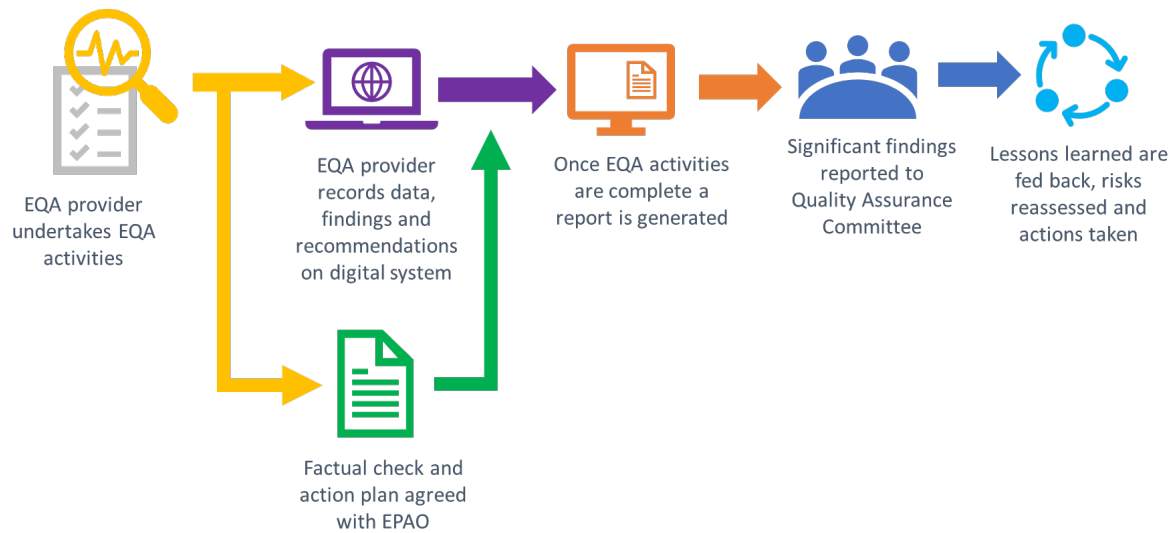 EQA provider
undertakes EQA
activities
EQA provider
records data,
findings and
recommendations
on digital system
Factual check and
action plan agreed
with EPAO
Once EQA activities
are complete a
report is generated
Significant findings
reported to
Quality Assurance
Committee
Lessons learned are
fed back, risks
reassessed and
actions taken